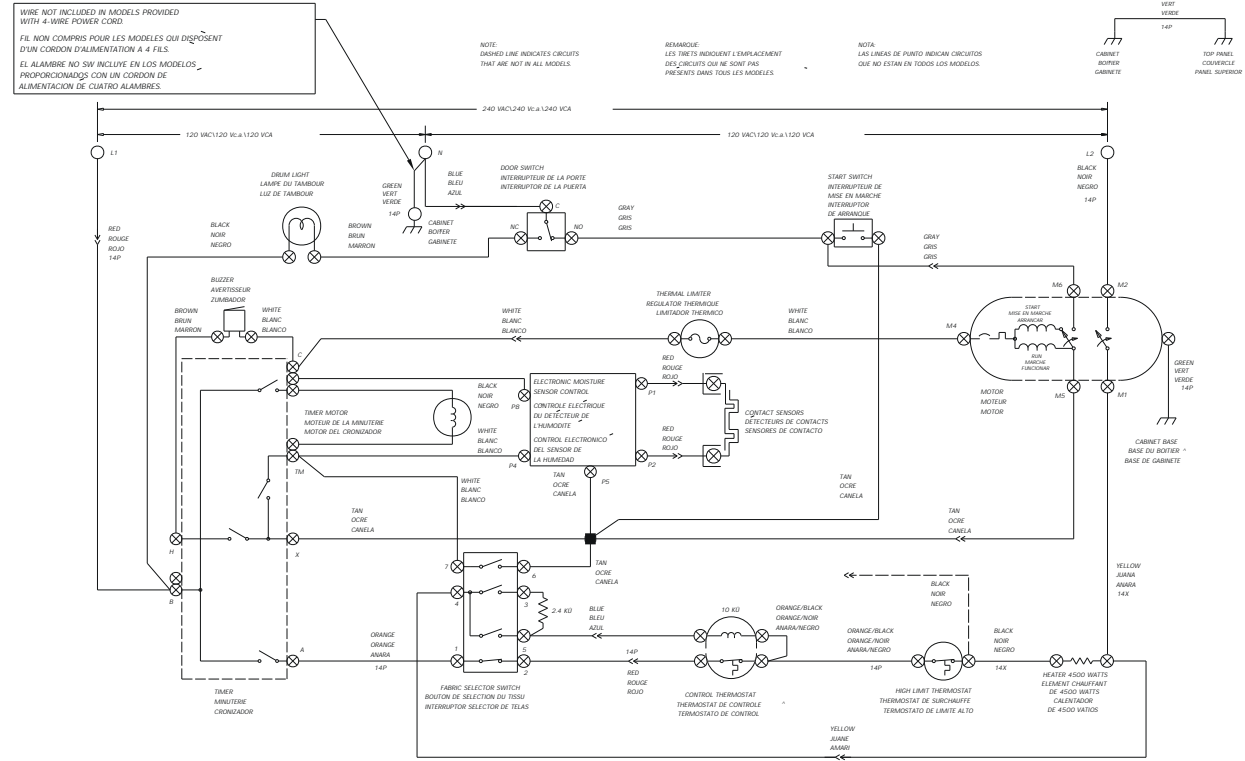 WIRE NOT INCLUDED IN MODELS PROVIDED
WITH 4-WIRE POWER CORD.
FIL NON COMPRIS POUR LES MODELES QUI DISPOSENT
D'UN CORDON D'ALIMENTATION A 4 FILS.
EL ALAMBRE NO SW INCLUYE EN LOS MODELOS
PROPORCIONADOS CON UN CORDON DE
ALIMENTACION DE CUATRO ALAMBRES.
NOTE:
DASHED LINE INDICATES CIRCUITS
THAT ARE NOT IN ALL MODELS.
REMARQUE:
LES TIRETS INDIQUENT L'EMPLACEMENT
DES CIRCUITS QUI NE SONT PAS
PRESENTS DANS TOUS LES MODELES
NOTA:
LAS LINEAS DE PUNTO INDICAN CIRCUITOS
QUE NO ESTAN EN TODOS LOS MODELOS.
VERT
VERDE
14P
CABINET
BOITIER
GABINETE
TOP PANEL
COUVERCLE
PANEL SUPERIOR
240 VAC\240 Vc.a.\240 VCA
120 VAC\120 Vc.a.\120 VCA
120 VAC\120 Vc.a.\120 VCA
L1
N
L2
DRUM LIGHT
LAMPE DU TAMBOUR
LUZ DE TAMBOUR
GREEN
VERT
VERDE
14P
BLUE
BLEU
AZUL
DOOR SWITCH
INTERRUPTEUR DE LA PORTE
INTERRUPTOR DE LA PUERTA
START SWITCH
INTERRUPTEUR DE
MISE EN MARCHE
INTERRUPTOR
DE ARRANQUE
BLACK
NOIR
NEGRO
14P
RED
ROUGE
ROJO
14P
BLACK
NOIR
NEGRO
BROWN
BRUN
MARRON
CABINET
BOITIER
GABINETE
C
NC
NO
GRAY
GRIS
GRIS
GRAY
GRIS
GRIS
BUZZER
AVERTISSEUR
ZUMBADOR
BROWN
BRUN
MARRON
WHITE
BLANC
BLANCO
WHITE
BLANC
BLANCO
THERMAL LIMITER
REGULATOR THERMIQUE
LIMITADOR THERMICO
WHITE
BLANC
BLANCO
M6
M2
M4
START
MISE EN MARCHE
ARRANCAR
RUN
MARCHE
FUNCIONAR
M5
M1
MOTOR
MOTEUR
MOTOR
GREEN
VERT
VERDE
14P
CABINET BASE
BASE DU BOITIER
BASE DE GABINETE
C
TIMER MOTOR
MOTEUR DE LA MINUTERIE
MOTOR DEL CRONIZADOR
BLACK
NOIR
NEGRO
WHITE
BLANC
BLANCO
P8
P4
ELECTRONIC MOISTURE
SENSOR CONTROL
CONTROLE ELECTRIQUE
DU DETECTEUR DE
L'HUMODITE
CONTROL ELECTRONICO
DEL SENSOR DE
LA HUMEDAD
P1
P2
P5
RED
ROUGE
ROJO
RED
ROUGE
ROJO
CONTACT SENSORS
DETECTEURS DE CONTACTS
SENSORES DE CONTACTO
TM
WHITE
BLANC
BLANCO
TAN
OCRE
CANELA
TAN
OCRE
CANELA
TAN
OCRE
CANELA
TAN
OCRE
CANELA
H
X
B
A
TAN
OCRE
CANELA
7
6
4
3
1
5
2
2.4 KΩ
BLUE
BLEU
AZUL
10 KΩ
ORANGE/BLACK
ORANGE/NOIR
ANARA/NEGRO
BLACK
NOIR
NEGRO
YELLOW
JUANA
ANARA
14X
ORANGE
ORANGE
ANARA
14P
14P
RED
ROUGE
ROJO
ORANGE/BLACK
ORANGE/NOIR
ANARA/NEGRO
14P
BLACK
NOIR
NEGRO
14X
TIMER
MINUTERIE
CRONIZADOR
FABRIC SELECTOR SWITCH
BOUTON DE SELECTION DU TISSU
INTERRUPTOR SELECTOR DE TELAS
CONTROL THERMOSTAT
THERMOSTAT DE CONTROLE
TERMOSTATO DE CONTROL
HIGH LIMIT THERMOSTAT
THERMOSTAT DE SURCHAUFFE
TERMOSTATO DE LIMITE ALTO
HEATER 4500 WATTS
ELEMENT CHAUFFANT
DE 4500 WATTS
CALENTADOR
DE 4500 VATIOS
YELLOW
JUANE
AMARI